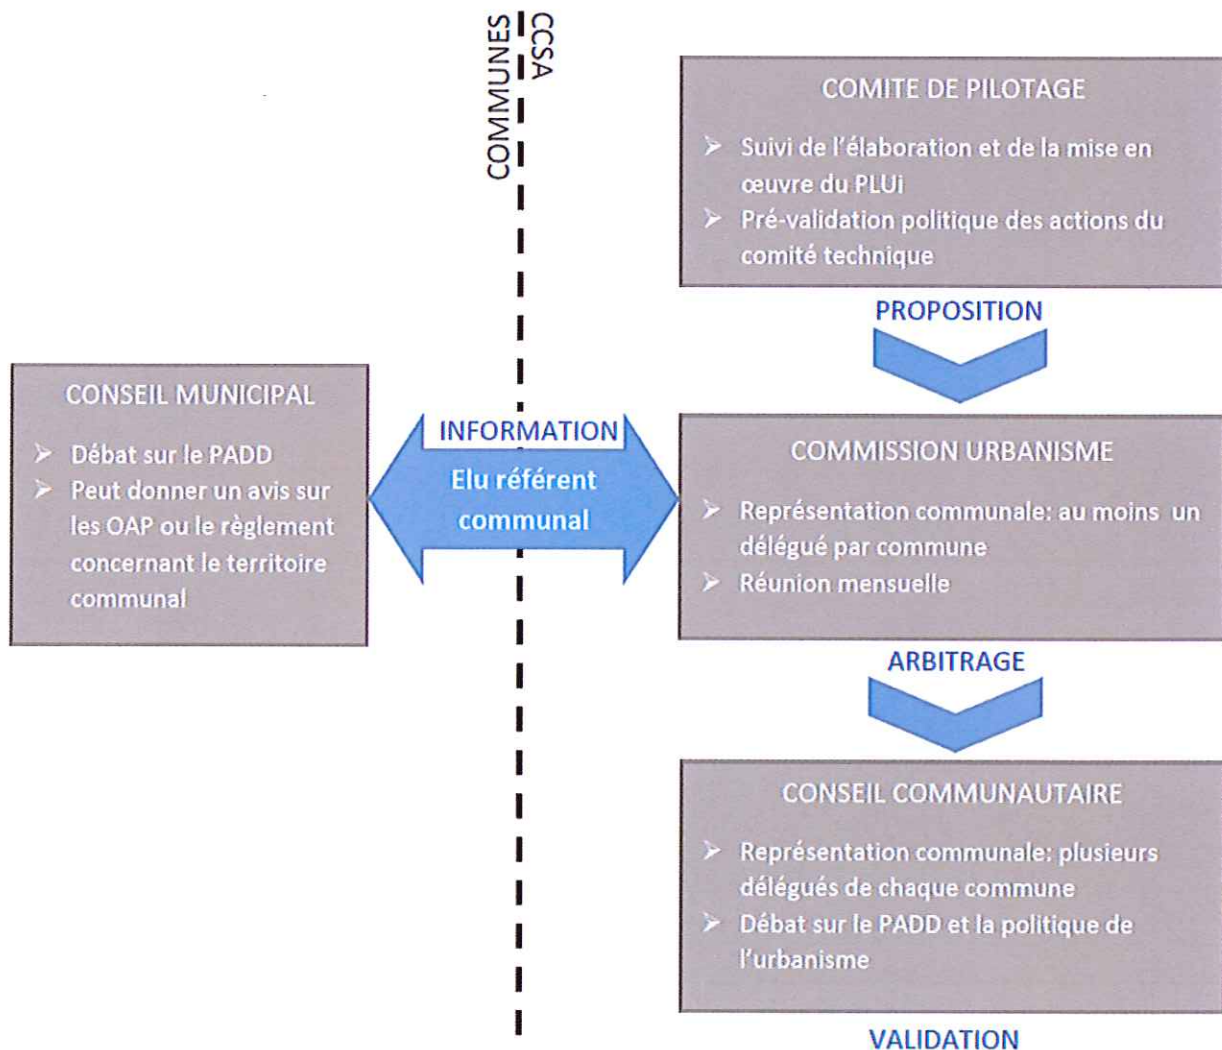 COMMUNES
CCSA
COMITE DE PILOTAGE
➤ Suivi de l'élaboration et de la mise en
œuvre du PLUi
➤ Pré-validation politique des actions du
comité technique
PROPOSITION
CONSEIL MUNICIPAL
➤ Débat sur le PADD
➤ Peut donner un avis sur
les OAP ou le règlement
concernant le territoire
communal
INFORMATION
Elu référent
communal
COMMISSION URBANISME
➤ Représentation communale: au moins un
délégué par commune
➤ Réunion mensuelle
ARBITRAGE
CONSEIL COMMUNAUTAIRE
➤ Représentation communale: plusieurs
délégués de chaque commune
➤ Débat sur le PADD et la politique de
l'urbanisme
VALIDATION